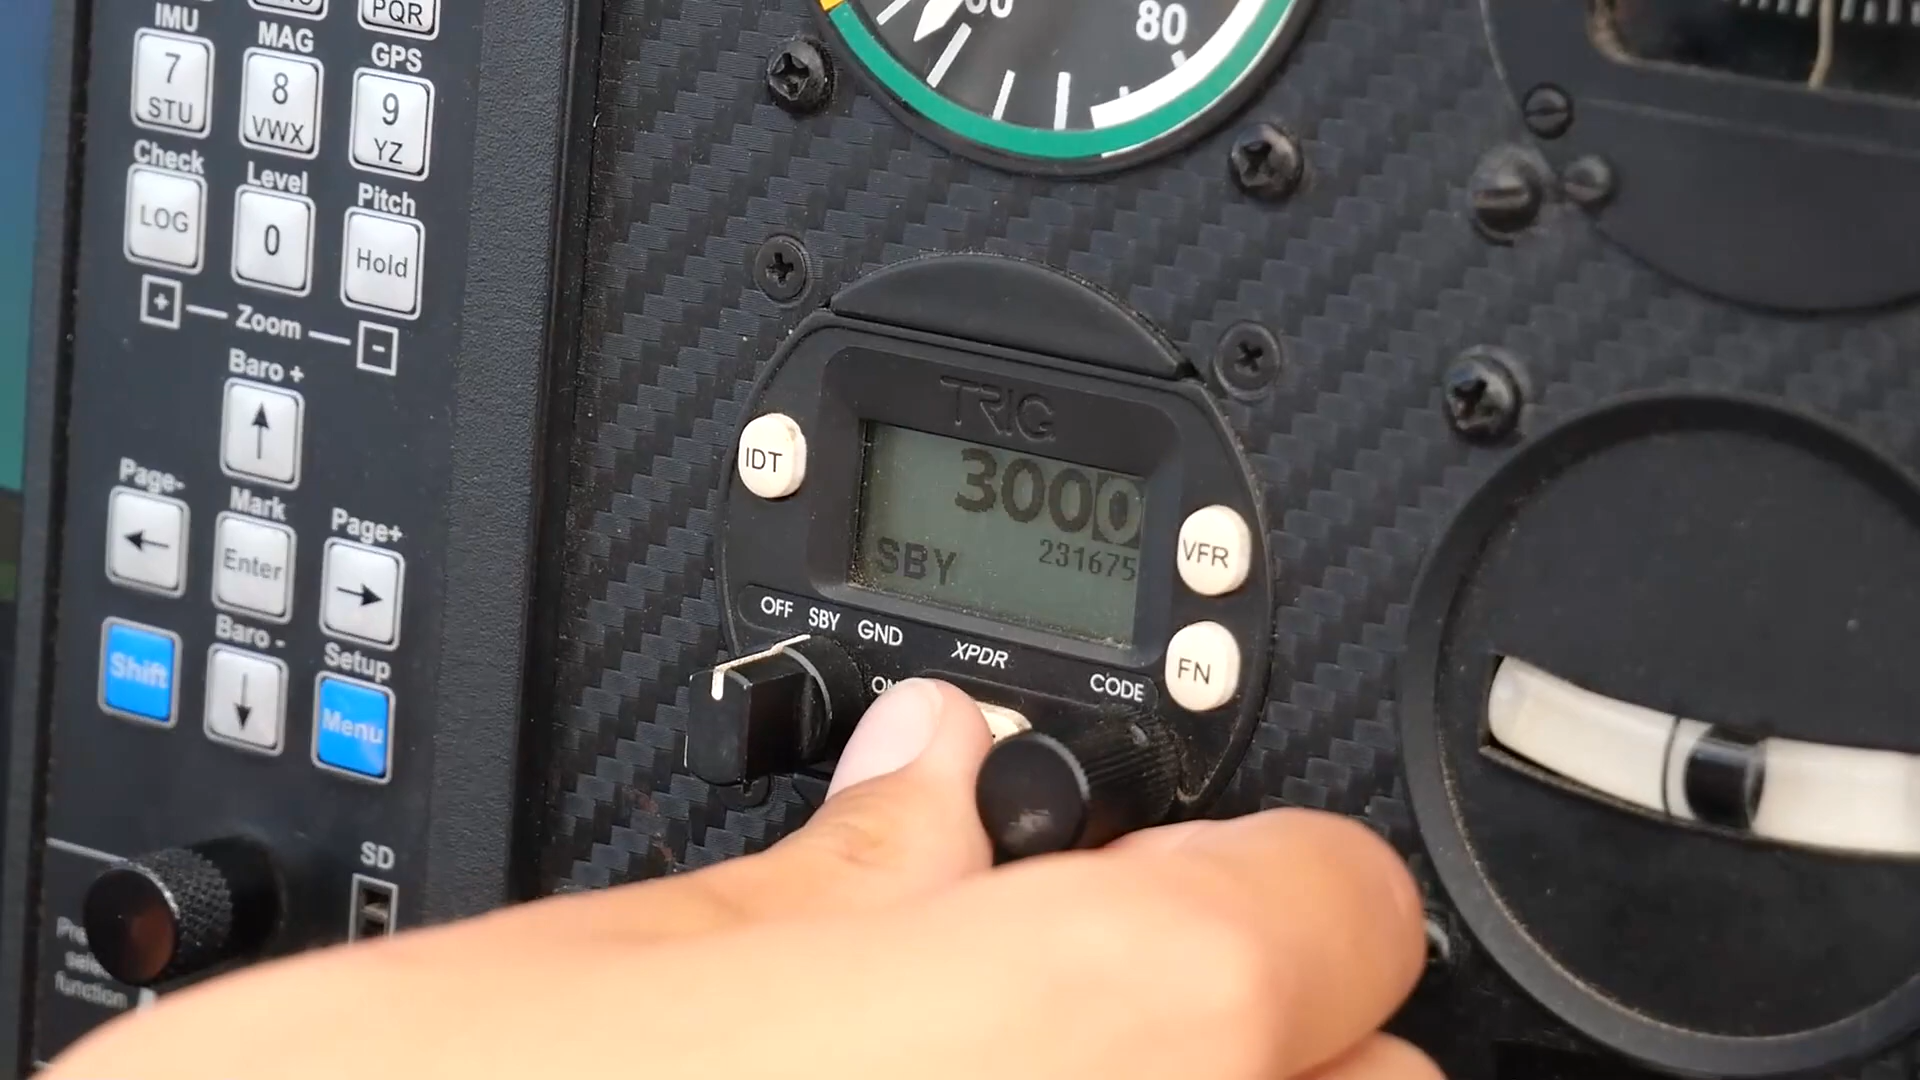 PQR
IMU
MAG
GPS
7
STU
8
VWX
9
YZ
Check
Level
Pitch
LOG
0
Hold
+
Zoom
-
Baro +
Page-
Mark
Page+
Enter
Baro -
Setup
Shift
Menu
SD
function
80
TRIG
IDT
3000
SBY
231675
VFR
FN
OFF
SBY
GND
XPDR
CODE